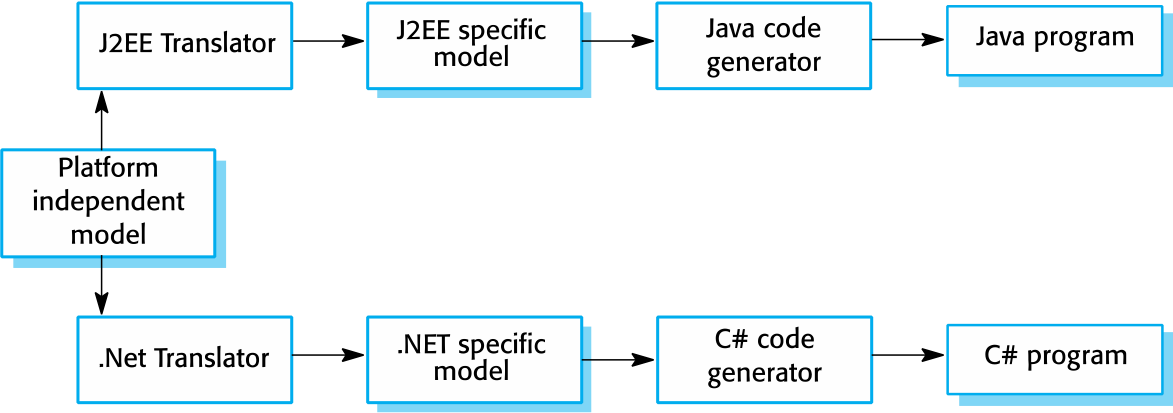 J2EE Translator
J2EE specific
model
Java code
generator
Java program
Platform
independent
model
.Net Translator
.NET specific
model
C# code
generator
C# program